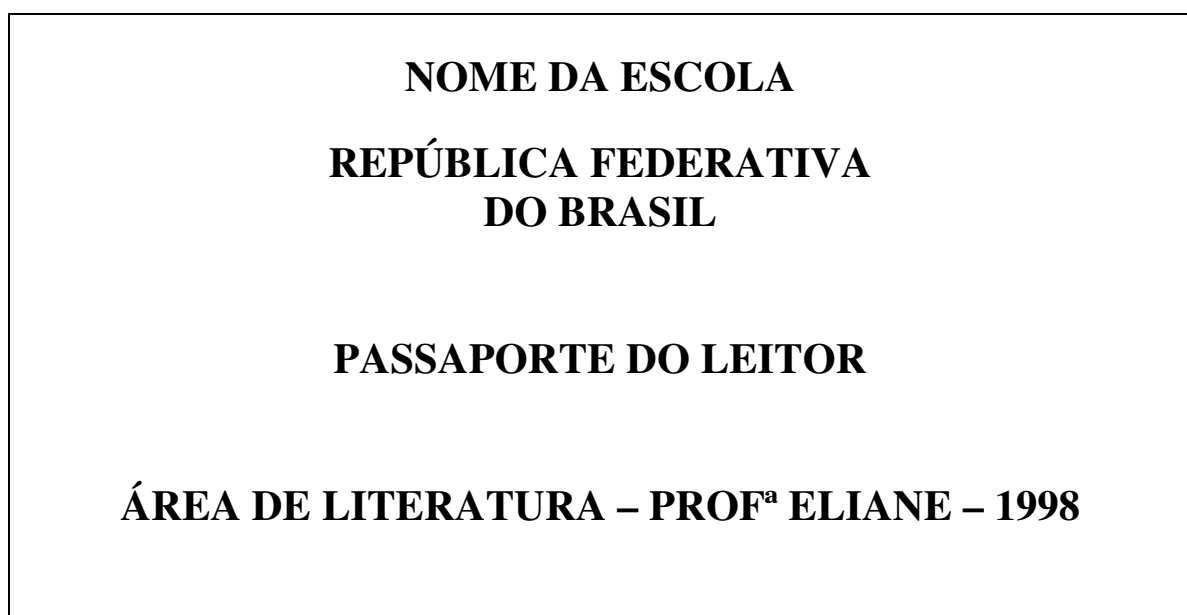 NOME DA ESCOLA
REPÚBLICA FEDERATIVA
DO BRASIL
PASSAPORTE DO LEITOR
ÁREA DE LITERATURA – PROFª ELIANE – 1998